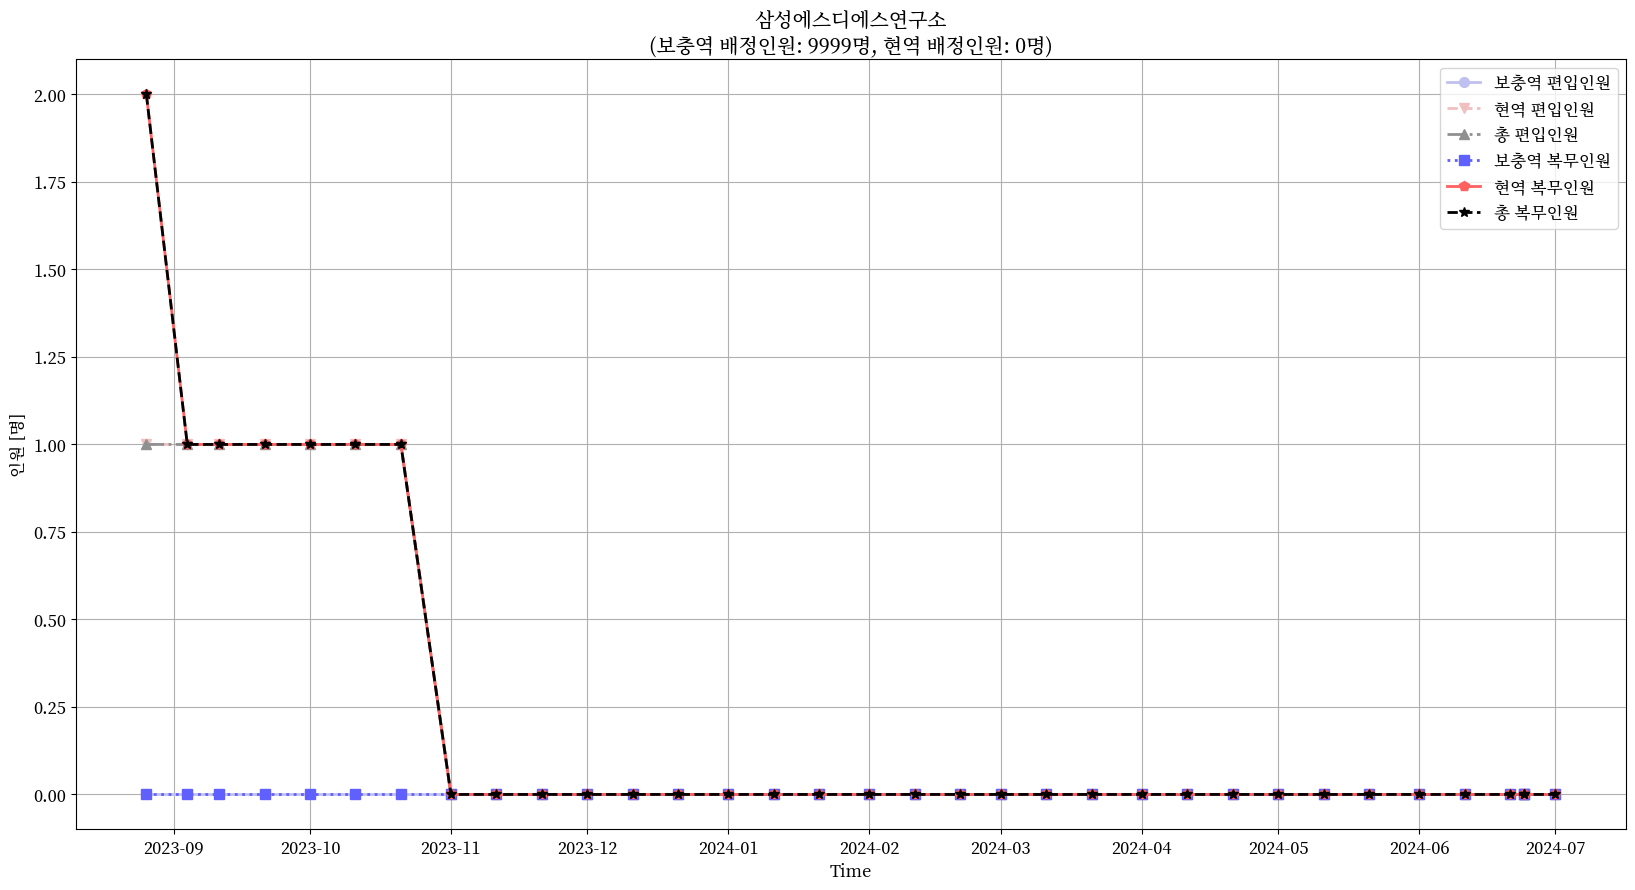 삼성에스디에스연구소
(보충역 배정인원: 9999명, 현역 배정인원: 0명)
보충역 편입인원
현역 편입인원
총 편입인원
보충역 복무인원
현역 복무인원
총 복무인원
인원 [명]
2.00
1.75
1.50
1.25
1.00
0.75
0.50
0.25
0.00
2023-09 2023-10 2023-11 2023-12 2024-01 2024-02 2024-03 2024-04 2024-05 2024-06 2024-07
Time